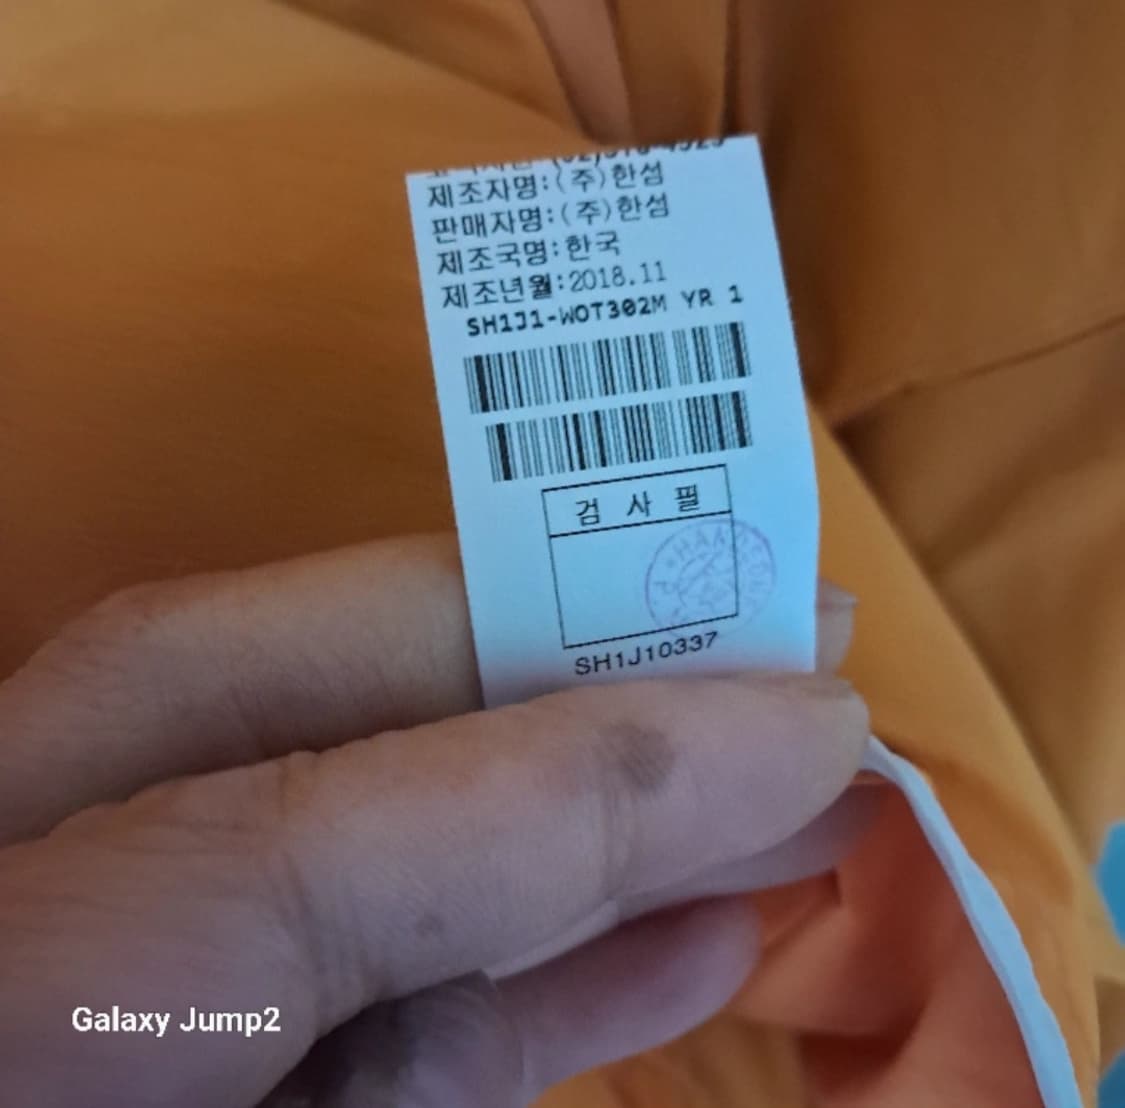 제조자명:(주)한섬
판매자명:(주)한섬
제조국명:한국
제조년월:2018.11
SH1J1-WOT302M YR 1
검 사 필
SH1J10337
Galaxy Jump2